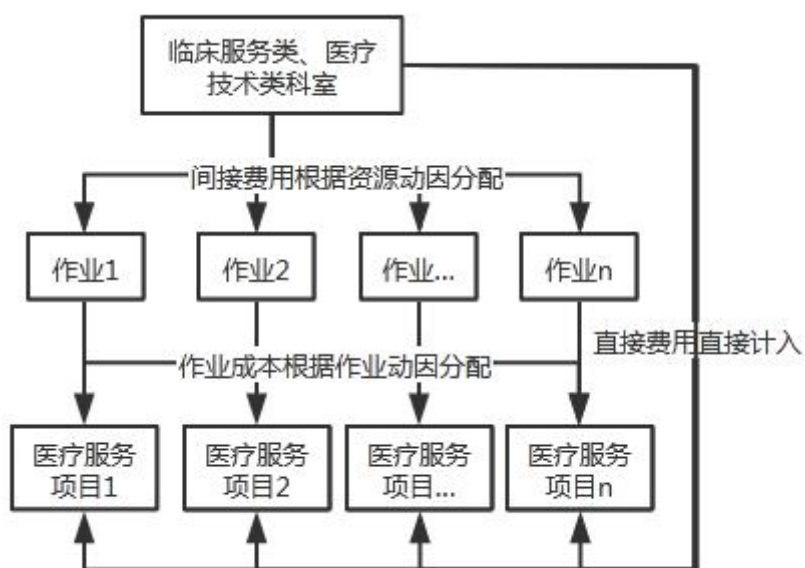 临床服务类、医疗
技术类科室
间接费用根据资源动因分配
作业1
作业2
作业...
作业n
直接费用直接计入
作业成本根据作业动因分配
医疗服务
项目1
医疗服务
项目2
医疗服务
项目...
医疗服务
项目n